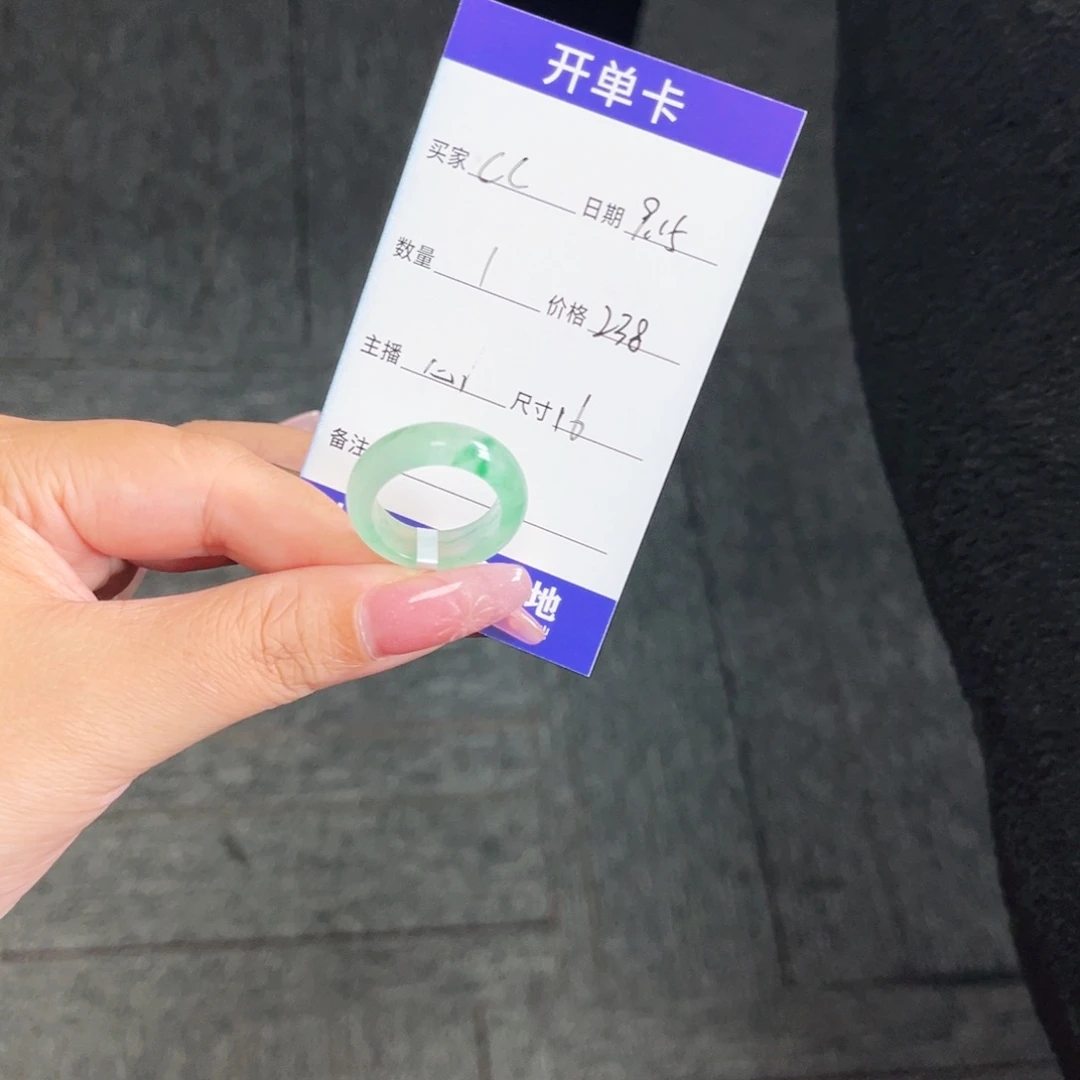 开单卡
买家 CC 日期 9.15
数量 1 价格 238
主播 尺寸 16
备注
地